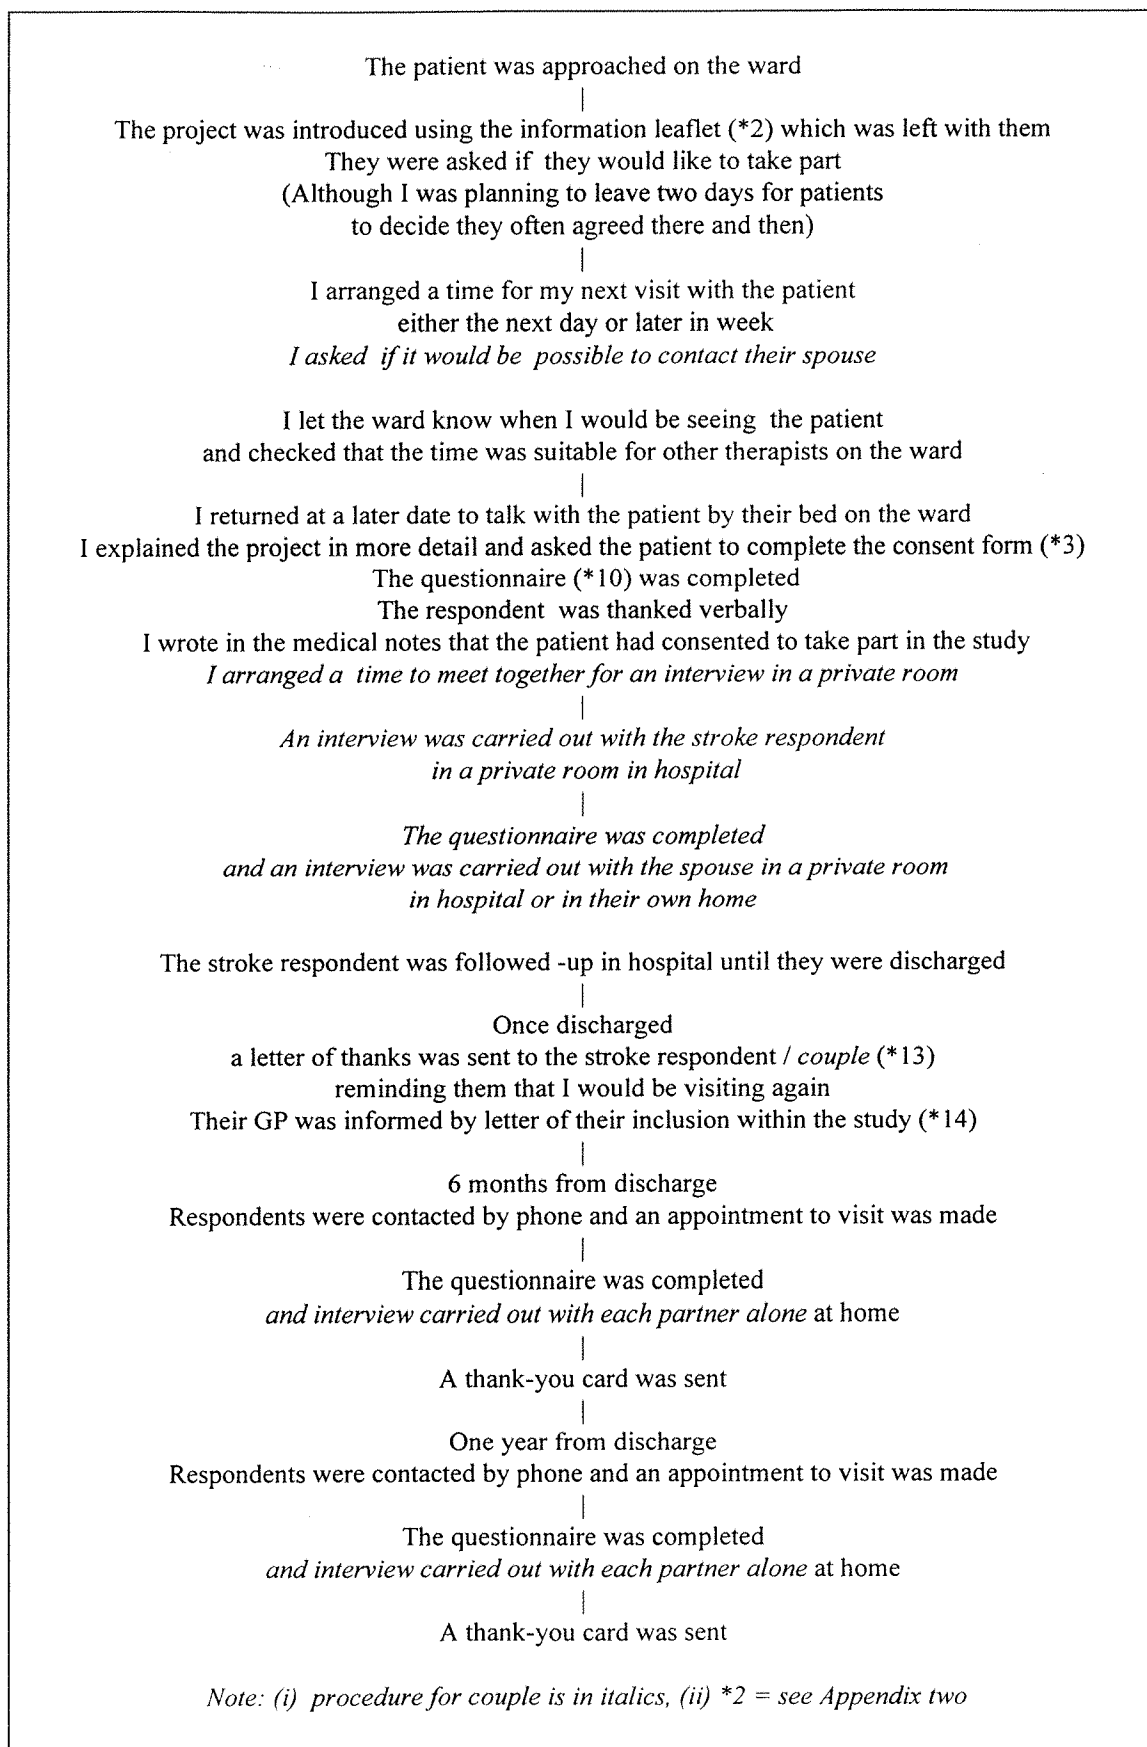 The patient was approached on the ward
The project was introduced using the information leaflet (*2) which was left with them
They were asked if they would like to take part
(Although I was planning to leave two days for patients
to decide they often agreed there and then)
I arranged a time for my next visit with the patient
either the next day or later in week
I asked if it would be possible to contact their spouse
I let the ward know when I would be seeing the patient
and checked that the time was suitable for other therapists on the ward
I returned at a later date to talk with the patient by their bed on the ward
I explained the project in more detail and asked the patient to complete the consent form (*3)
The questionnaire (*10) was completed
The respondent was thanked verbally
I wrote in the medical notes that the patient had consented to take part in the study
I arranged a time to meet together for an interview in a private room
An interview was carried out with the stroke respondent
in a private room in hospital
The questionnaire was completed
and an interview was carried out with the spouse in a private room
in hospital or in their own home
The stroke respondent was followed -up in hospital until they were discharged
Once discharged
a letter of thanks was sent to the stroke respondent / couple (*13)
reminding them that I would be visiting again
Their GP was informed by letter of their inclusion within the study (*14)
6 months from discharge
Respondents were contacted by phone and an appointment to visit was made
The questionnaire was completed
and interview carried out with each partner alone at home
A thank-you card was sent
One year from discharge
Respondents were contacted by phone and an appointment to visit was made
The questionnaire was completed
and interview carried out with each partner alone at home
A thank-you card was sent
Note: (i) procedure for couple is in italics, (ii) *2 = see Appendix two